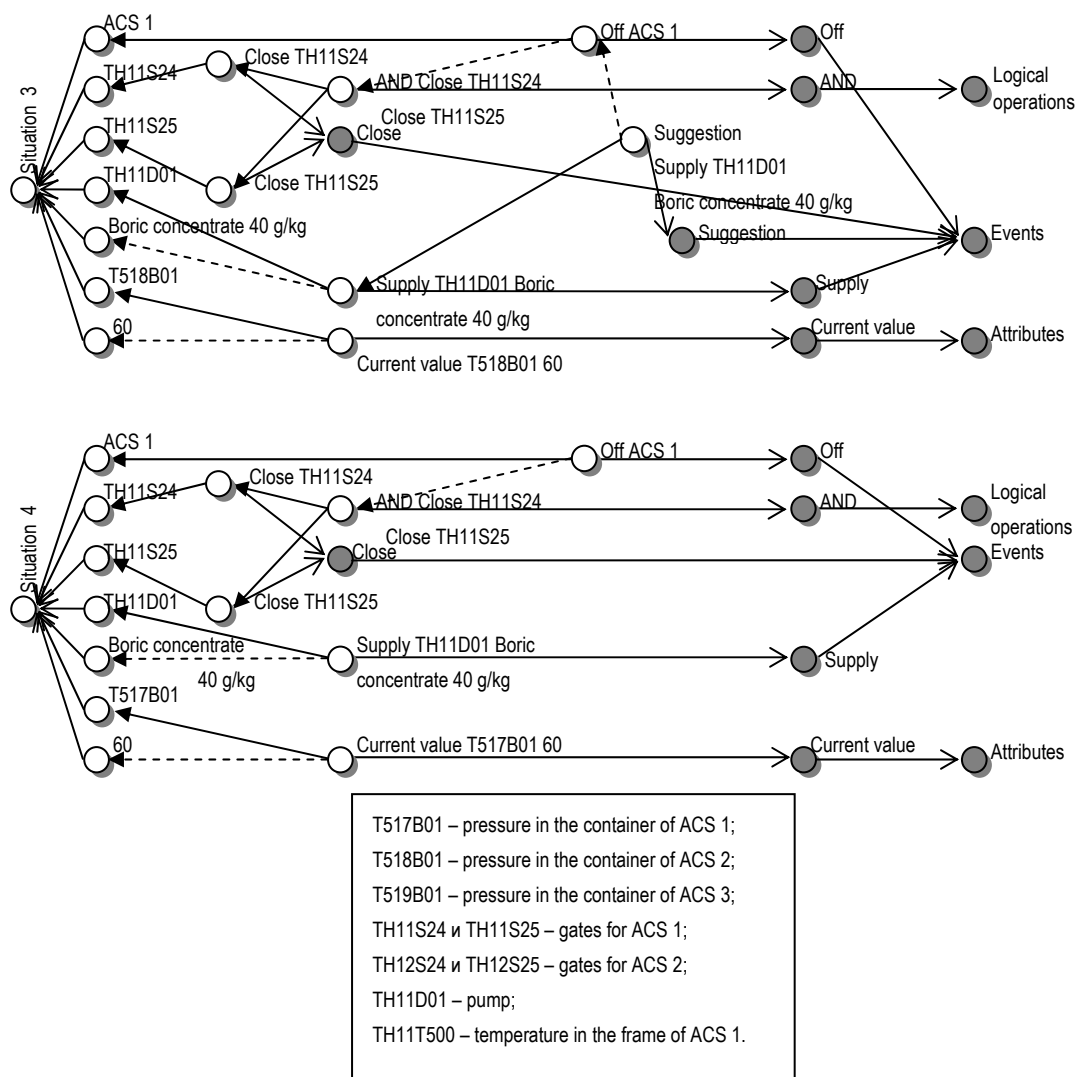 ACS 1
Off ACS 1
Off
Close TH11S24
TH11S24
AND Close TH11S24
Close TH11S25
AND
Logical
operations
Situation 3
TH11S25
Close
Suggestion
Supply TH11D01
Boric concentrate 40 g/kg
TH11D01
Close TH11S25
Boric concentrate 40 g/kg
Suggestion
Events
T518B01
Supply TH11D01 Boric
concentrate 40 g/kg
Supply
60
Current value T518B01 60
Current value
Attributes
ACS 1
Off ACS 1
Off
Close TH11S24
TH11S24
AND Close TH11S24
Close TH11S25
AND
Logical
operations
Situation 4
TH11S25
Close
Events
TH11D01
Close TH11S25
Boric concentrate
40 g/kg
Supply TH11D01 Boric
concentrate 40 g/kg
Supply
T517B01
60
Current value T517B01 60
Current value
Attributes
T517B01 – pressure in the container of ACS 1;
T518B01 – pressure in the container of ACS 2;
T519B01 – pressure in the container of ACS 3;
TH11S24 и TH11S25 – gates for ACS 1;
TH12S24 и TH12S25 – gates for ACS 2;
TH11D01 – pump;
TH11T500 – temperature in the frame of ACS 1.